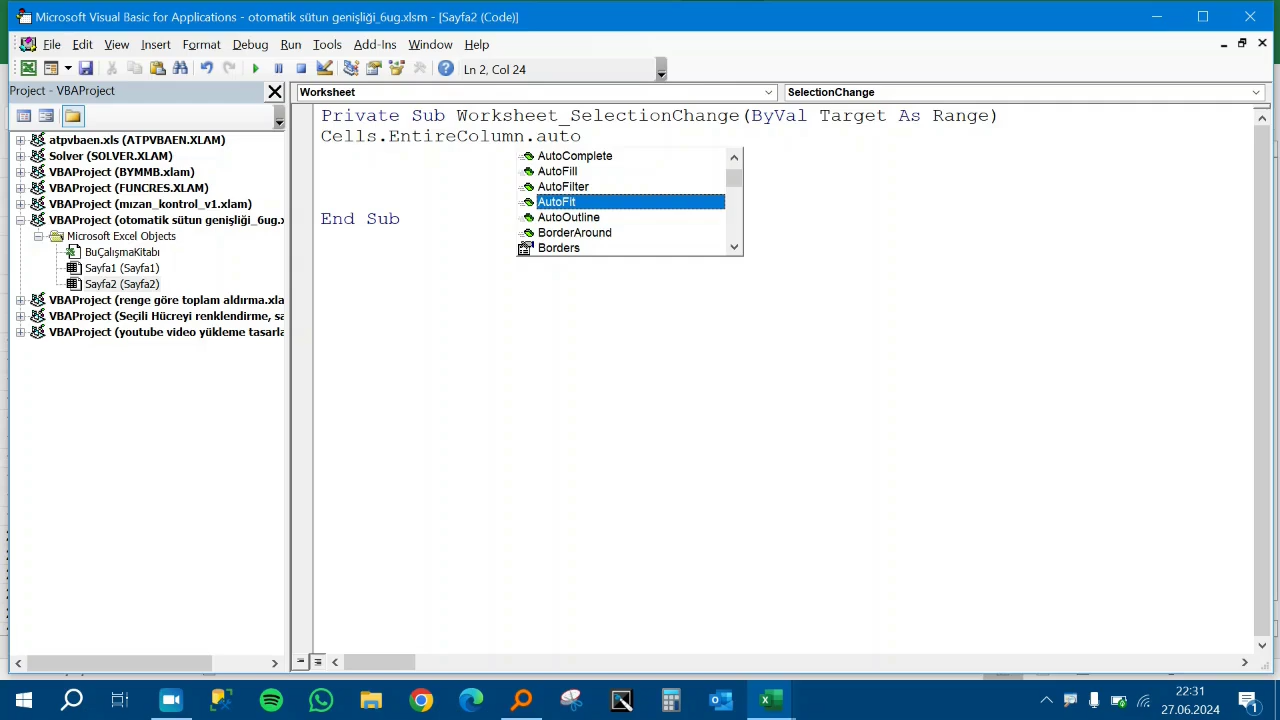 Microsoft Visual Basic for Applications - otomatik sütun genişliği_6ug.xlsm - [Sayfa2 (Code)]
File Edit View Insert Format Debug Run Tools Add-Ins Window Help
Ln 2, Col 24
Project - VBAProject
Worksheet
SelectionChange
atpvbaen.xls (ATPVBAEN.XLAM)
Solver (SOLVER.XLAM)
VBAProject (BYMMB.xlam)
VBAProject (FUNCRES.XLAM)
VBAProject (mızan_kontrol_v1.xlam)
VBAProject (otomatik sütun genişliği_6ug.x
Microsoft Excel Objects
BuÇalışmaKitabı
Sayfa1 (Sayfa1)
Sayfa2 (Sayfa2)
VBAProject (renge göre toplam aldırma.xla
VBAProject (Seçili Hücreyi renklendirme, sa
VBAProject (youtube video yükleme tasarla
Private Sub Worksheet_SelectionChange(ByVal Target As Range)
Cells.EntireColumn.auto
AutoComplete
AutoFill
AutoFilter
AutoFit
AutoOutline
BorderAround
Borders
End Sub
22:31
27.06.2024
1